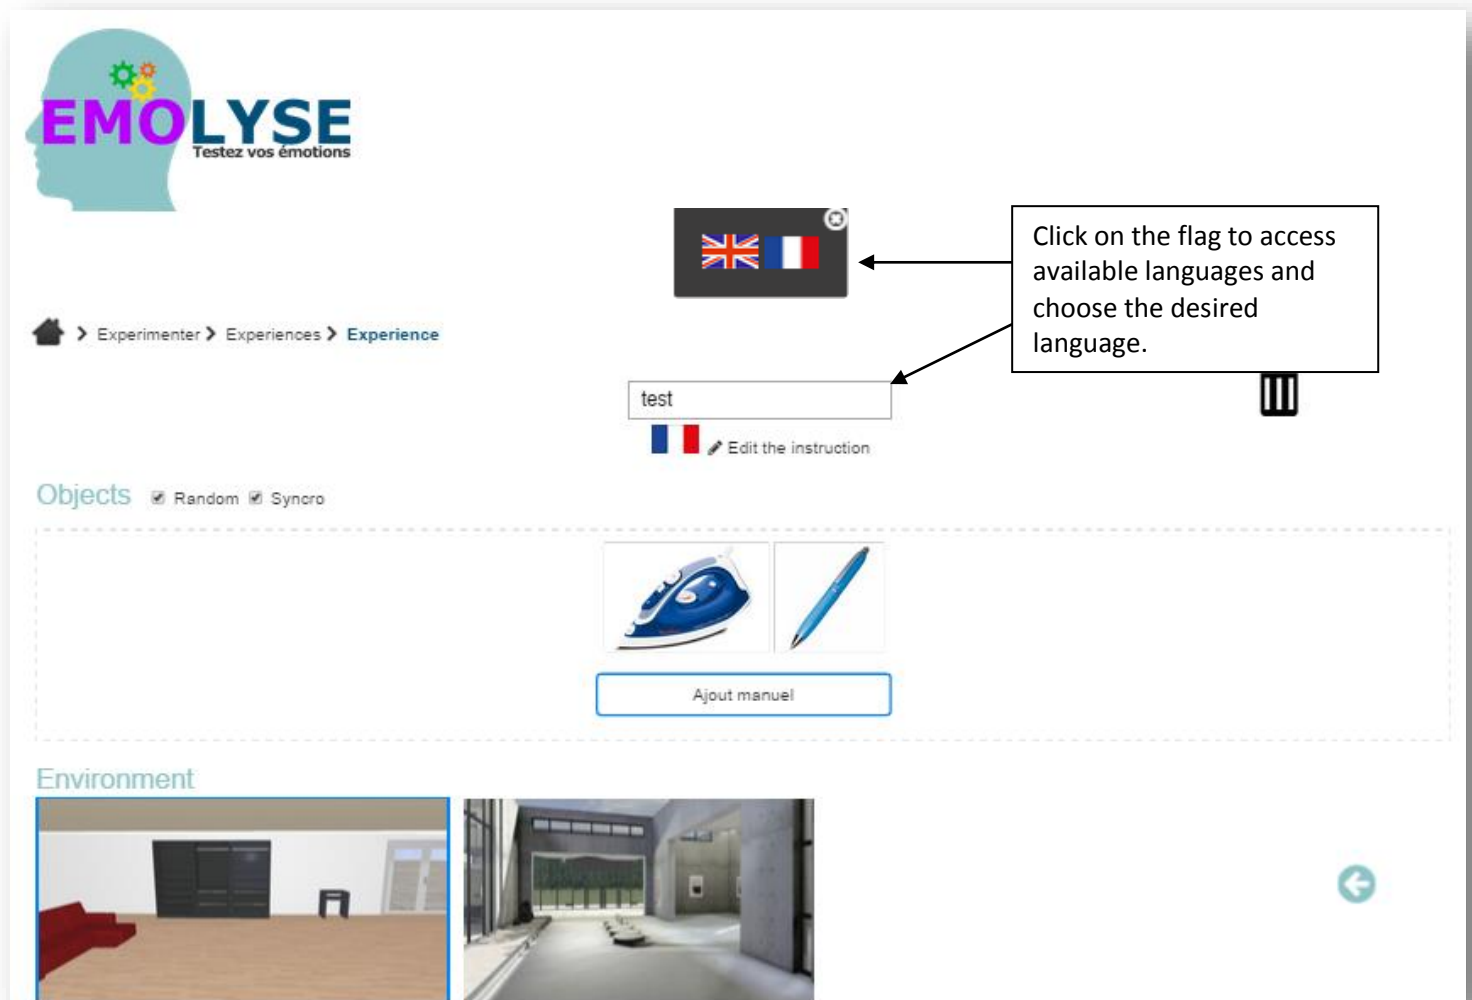 EMOLYSE
Testez vos émotions
Click on the flag to access
available languages and
choose the desired
language.
Experimenter Experiences Experience
test
Edit the instruction
Objects Random Syncro
Ajout manuel
Environment